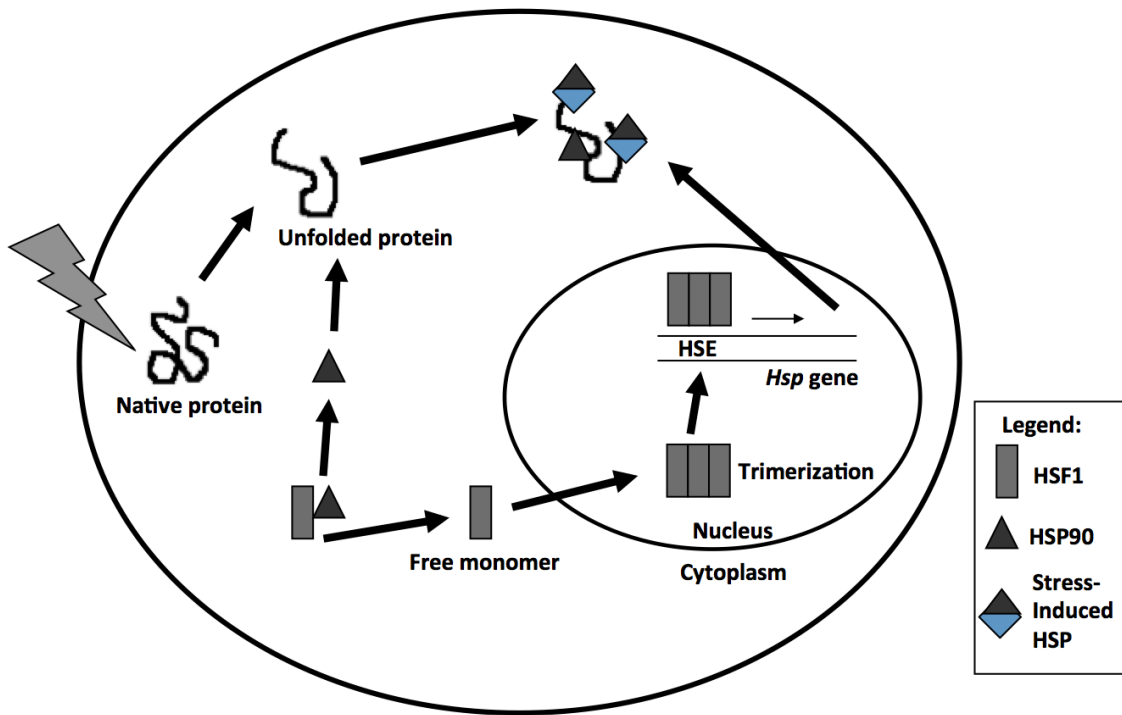 Unfolded protein
Native protein
HSE
Hsp gene
Trimerization
Free monomer
Nucleus
Cytoplasm
Legend:
HSF1
HSP90
Stress-
Induced
HSP